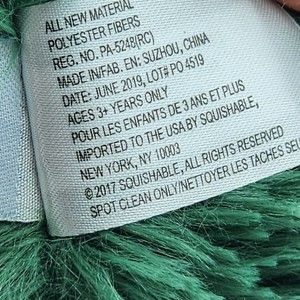 ALL NEW MATERIAL
POLYESTER FIBERS
REG. NO. PA-5248(RC)
MADE IN/FAB. EN: SUZHOU, CHINA
DATE: JUNE 2019, LOT# PO 4519
AGES 3+ YEARS ONLY
POUR LES ENFANTS DE 3 ANS ET PLUS
IMPORTED TO THE USA BY SQUISHABLE,
NEW YORK, NY 10003
© 2017 SQUISHABLE, ALL RIGHTS RESERVED
SPOT CLEAN ONLY/NETTOYER LES TACHES SEL